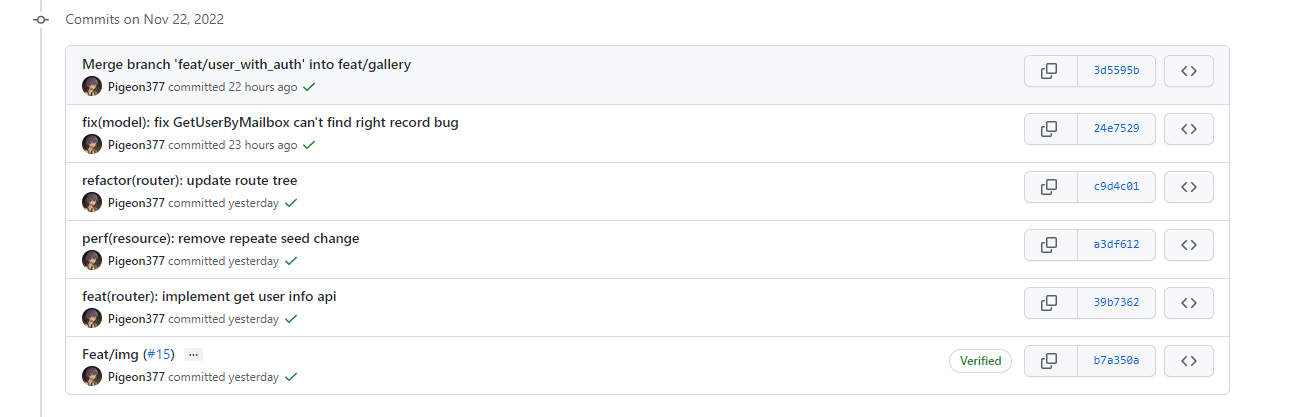 Commits on Nov 22, 2022
Merge branch 'feat/user_with_auth' into feat/gallery
3d5595b
Pigeon377 committed 22 hours ago
fix(model): fix GetUserByMailbox can't find right record bug
24e7529
Pigeon377 committed 23 hours ago
refactor(router): update route tree
c9d4c01
Pigeon377 committed yesterday
perf(resource): remove repeate seed change
a3df612
Pigeon377 committed yesterday
feat(router): implement get user info api
39b7362
Pigeon377 committed yesterday
Feat/img (#15) ...
Verified b7a350a
Pigeon377 committed yesterday